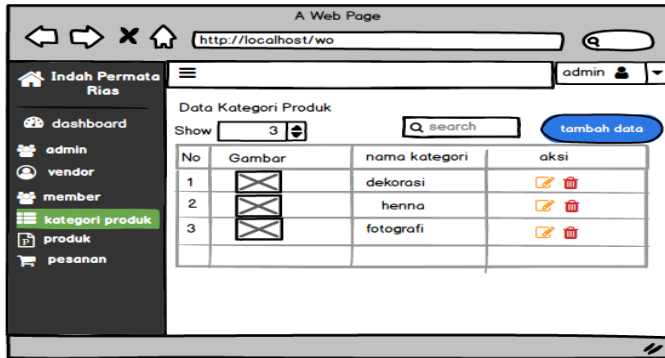 A Web Page
http://localhost/wo
Indah Permata
Rias
admin
dashboard
admin
vendor
member
kategori produk
produk
pesanan
Data Kategori Produk
Show 3 search tambah data
No Gambar nama kategori aksi
1 dekorasi
2 henna
3 fotografi